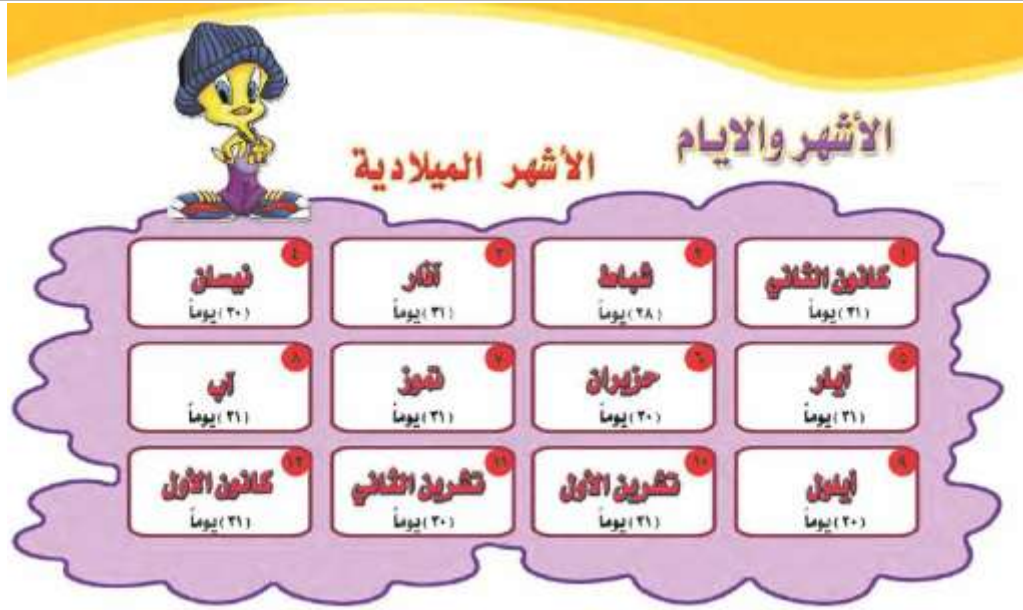 الأشهر والايام
الأشهر الميلادية
١
كانون الثاني
(٣١) يوماً
٢
شباط
(٢٨) يوماً
٣
آذار
(٣١) يوماً
٤
نيسان
(٣٠) يوماً
٥
آيار
(٣١) يوماً
٦
حزيران
(٣٠) يوماً
٧
تموز
(٣١) يوماً
٨
آب
(٣١) يوماً
٩
أيلول
(٣٠) يوماً
١٠
تشرين الأول
(٣١) يوماً
١١
تشرين الثاني
(٣٠) يوماً
١٢
كانون الأول
(٣١) يوماً